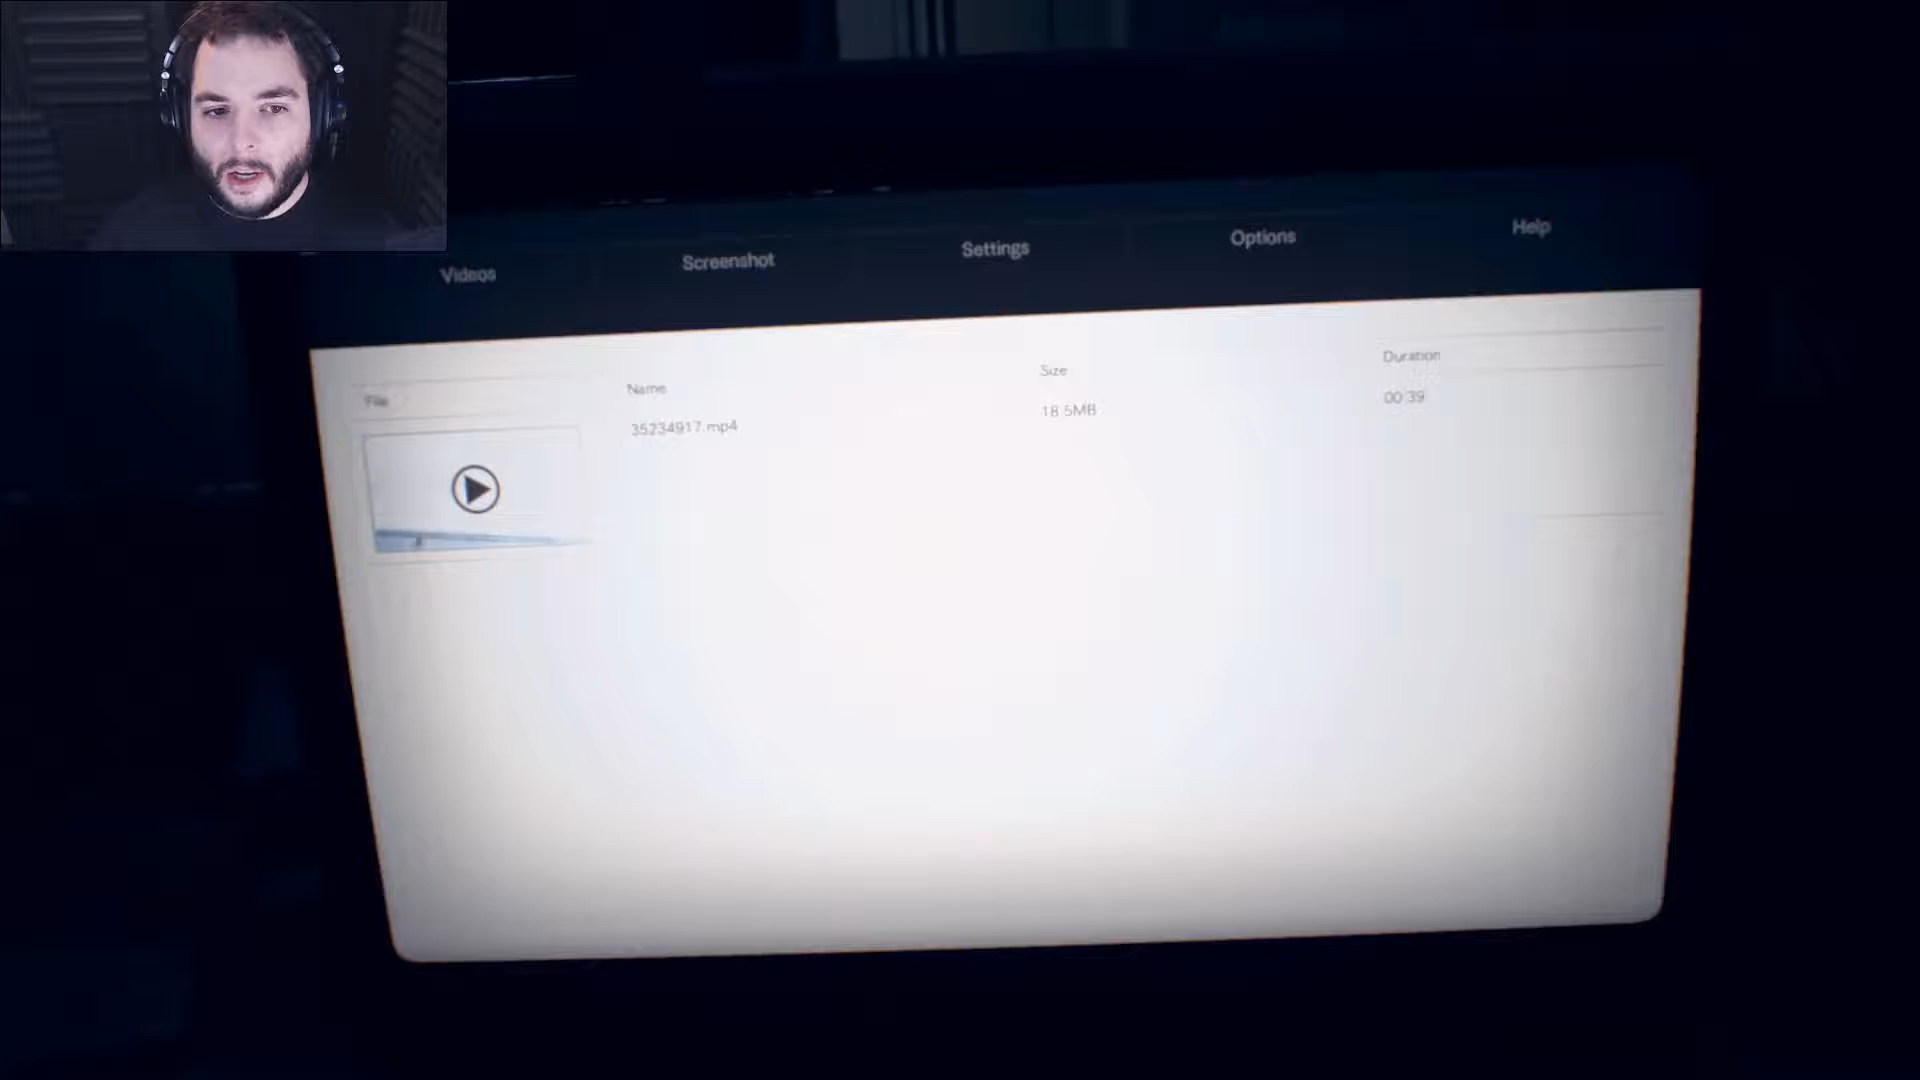 Videos Screenshot Settings Options Help
File Name Size Duration
35234917.mp4 18.5MB 00:39